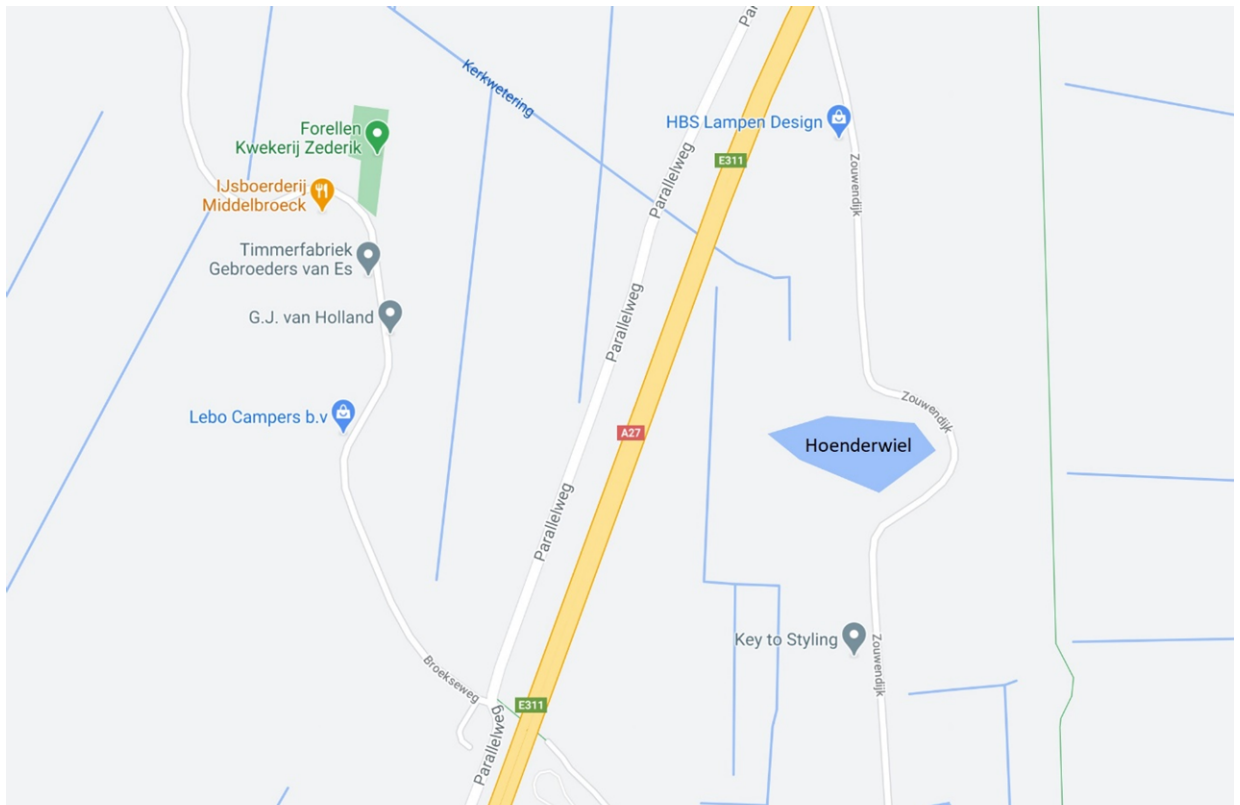 Par
Kerkwetering
HBS Lampen Design
Forellen
Kwekerij Zederik
E311
Parallelweg
Zouwendijk
IJsboerderij
Middelbroeck
Timmerfabriek
Gebroeders van Es
G.J. van Holland
Parallelweg
Zouwendijk
Lebo Campers b.v
A27
Hoenderwiel
Parallelweg
Key to Styling
Zouwendijk
Broekseweg
E311
Parallelweg